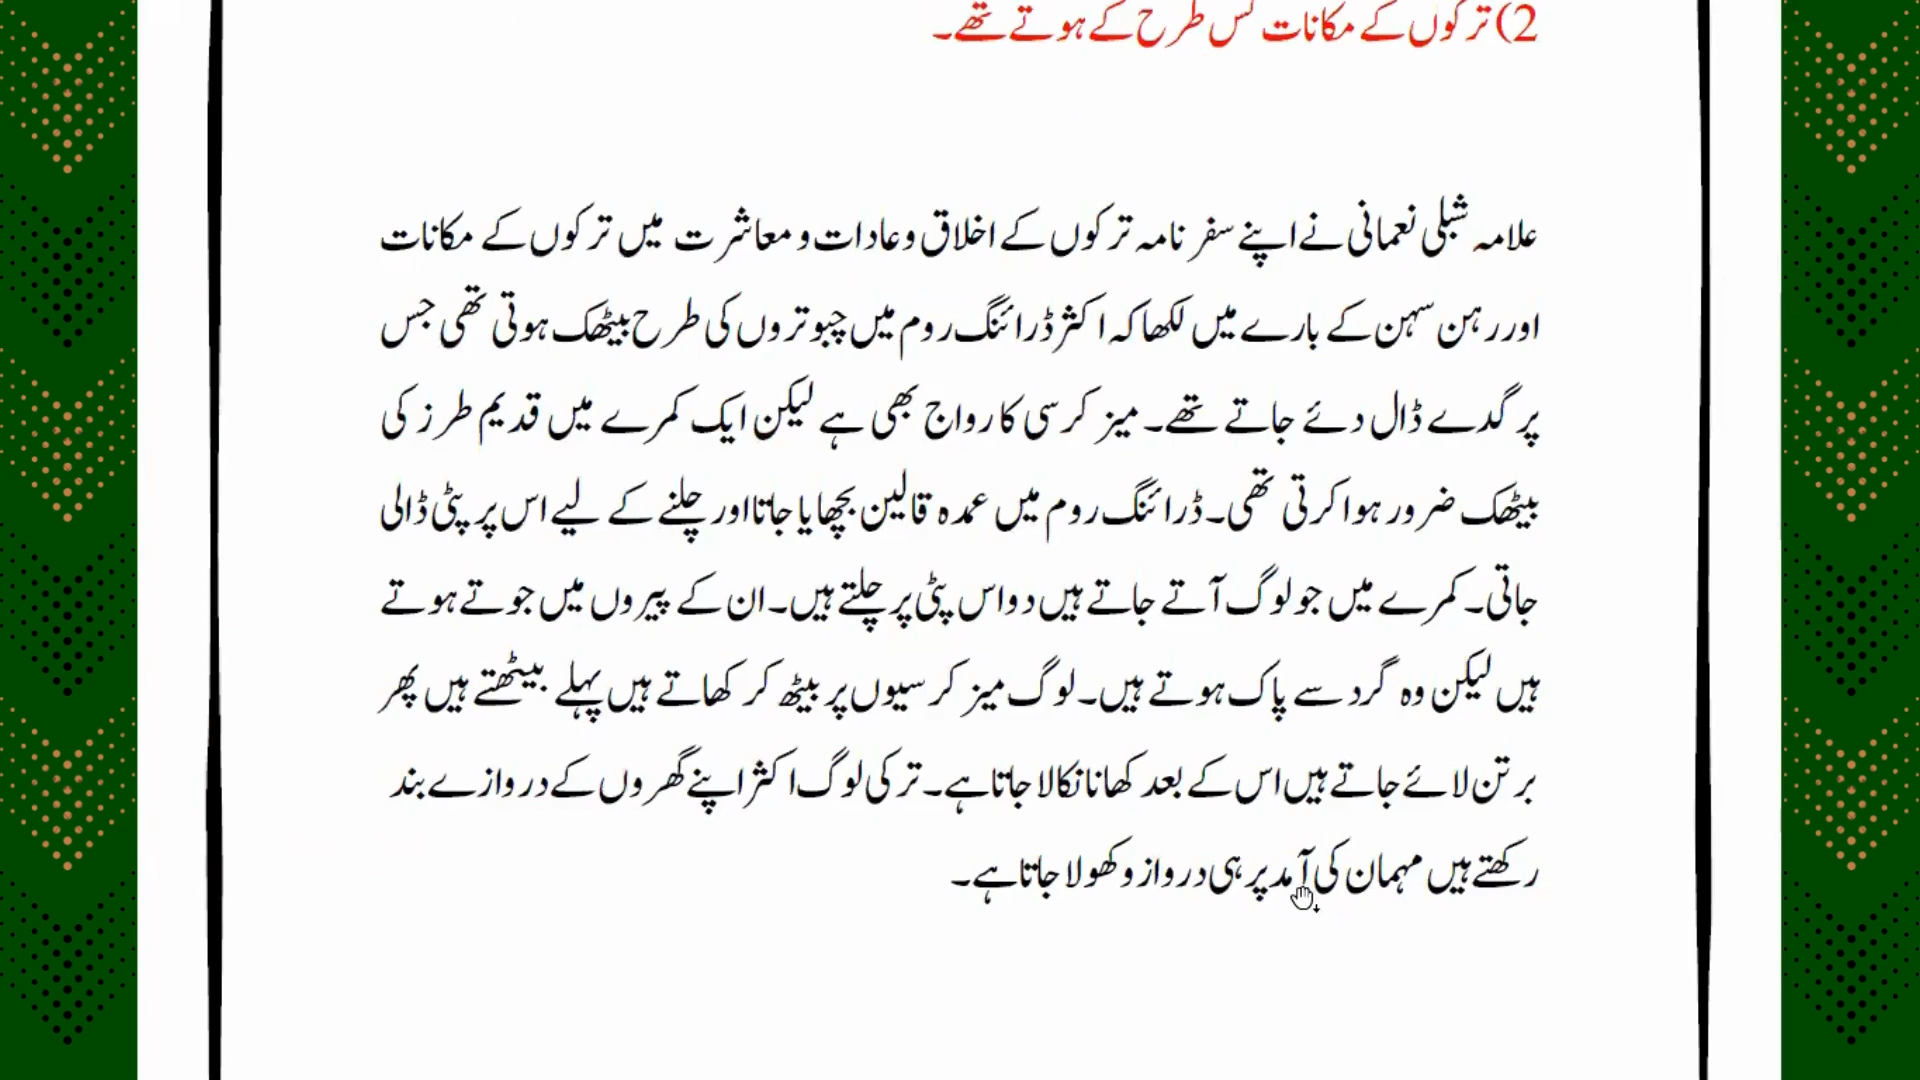 2) ترکوں کے مکانات کس طرح کے ہوتے تھے۔
علامہ شبلی نعمانی نے اپنے سفر نامہ ترکوں کے اخلاق و عادات و معاشرت میں ترکوں کے مکانات
اور رہن سہن کے بارے میں لکھا کہ اکثر ڈرائنگ روم میں چبوتروں کی طرح بیٹھک ہوتی تھی جس
پر گدے ڈال دئے جاتے تھے۔ میز کرسی کا رواج بھی ہے لیکن ایک کمرے میں قدیم طرز کی
بیٹھک ضرور ہوا کرتی تھی۔ ڈرائنگ روم میں عمدہ قالین بچھایا جاتا اور چلنے کے لیے اس پر پٹی ڈالی
جاتی۔ کمرے میں جو لوگ آتے جاتے ہیں دو اس پٹی پر چلتے ہیں۔ ان کے پیروں میں جوتے ہوتے
ہیں لیکن وہ گرد سے پاک ہوتے ہیں۔ لوگ میز کرسیوں پر بیٹھ کر کھاتے ہیں پہلے بیٹھتے ہیں پھر
برتن لائے جاتے ہیں اس کے بعد کھانا نکالا جاتا ہے۔ ترکی لوگ اکثر اپنے گھروں کے دروازے بند
رکھتے ہیں مہمان کی آمد پر ہی درواز و کھولا جاتا ہے۔